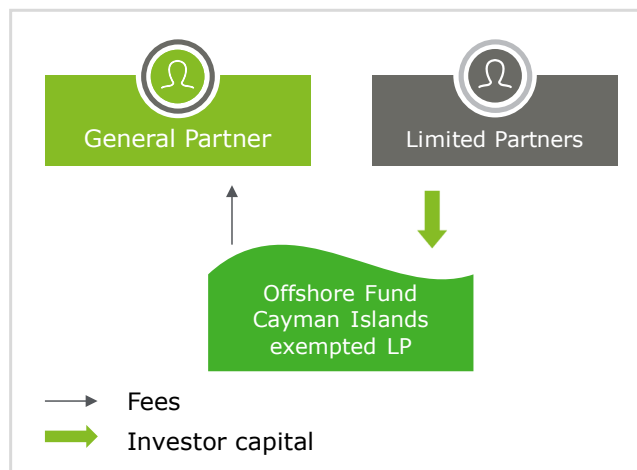 General Partner
Limited Partners
Offshore Fund
Cayman Islands
exempted LP
Fees
Investor capital